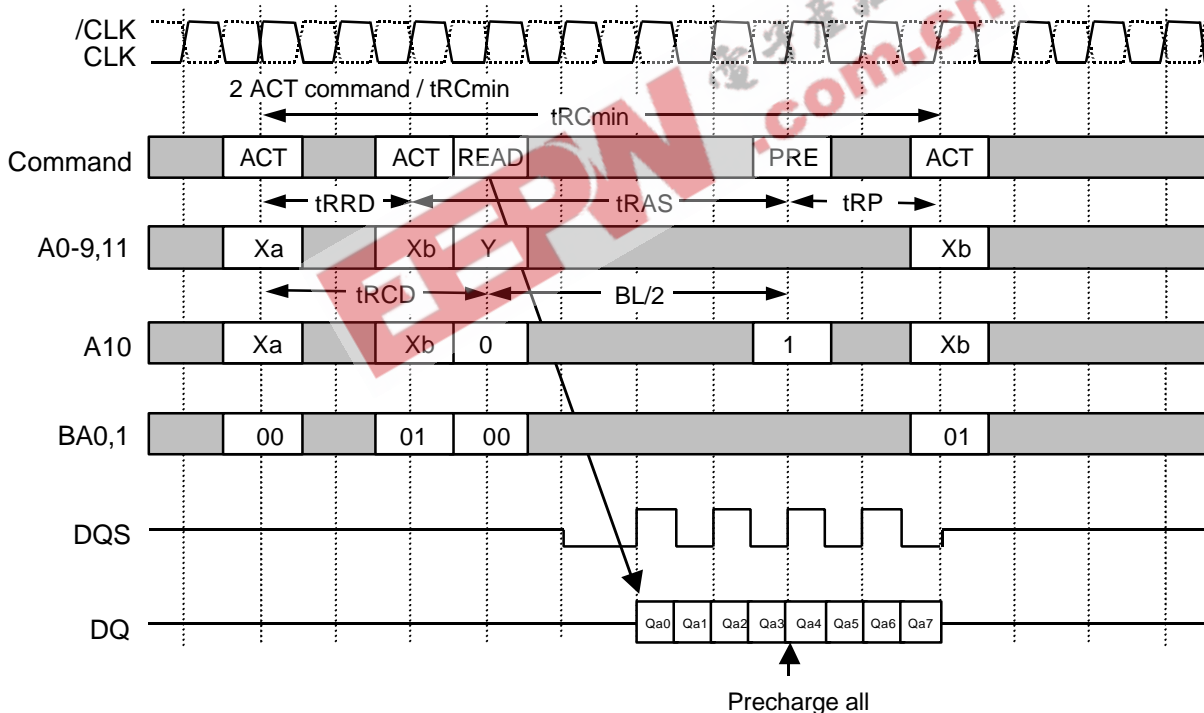 /CLK
CLK
2 ACT command / tRCmin
tRCmin
Command ACT ACT READ PRE ACT
tRRD tRAS tRP
A0-9,11 Xa Xb Y Xb
tRCD BL/2
A10 Xa Xb 0 1 Xb
BA0,1 00 01 00 01
DQS
DQ Qa0 Qa1 Qa2 Qa3 Qa4 Qa5 Qa6 Qa7
Precharge all
EEPW .com.cn